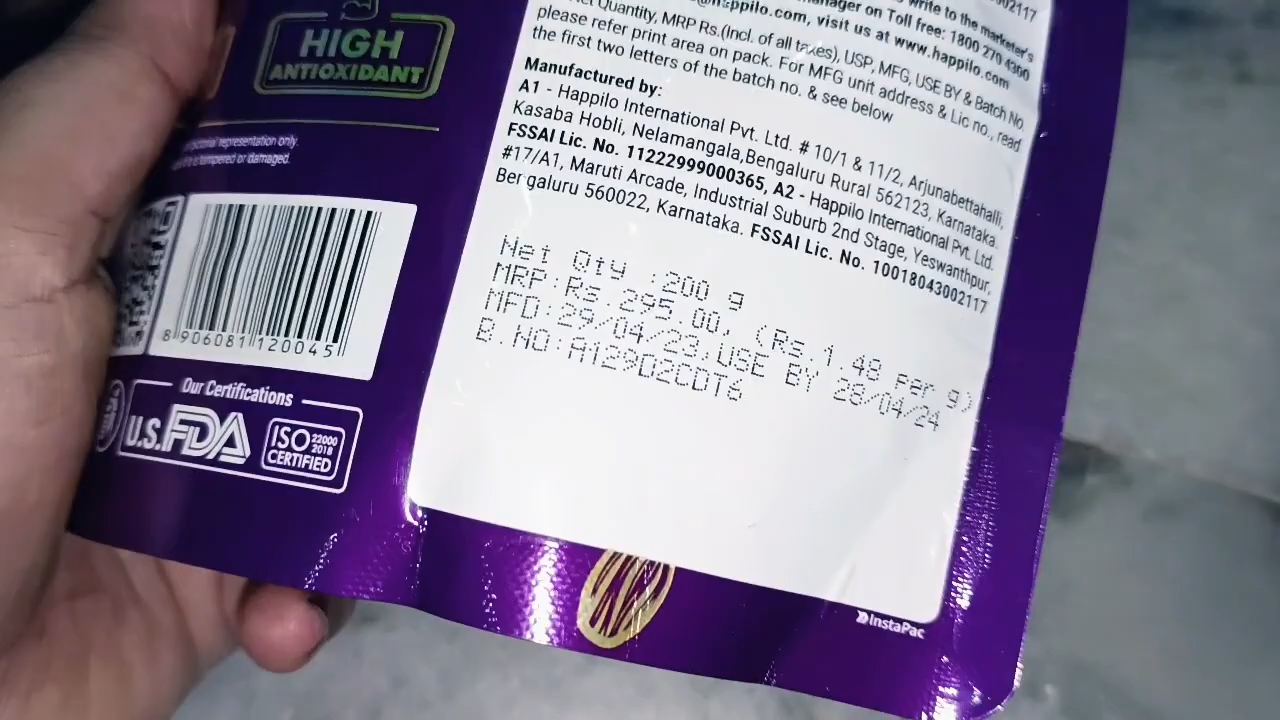 HIGH
ANTIOXIDANT
representation only.
tampered or damaged.
8 906081 120045
Our Certifications
U.S. FDA
ISO 22000 2018 CERTIFIED
write to the marketer's
on Toll free: 1800 270 4300
happilo.com, visit us at www.happilo.com
Quantity, MRP Rs.(Incl. of all taxes), USP, MFG, USE BY & Batch No
please refer print area on pack. For MFG unit address & Lic no, read
the first two letters of the batch no. & see below
Manufactured by:
A1 - Happilo International Pvt. Ltd. # 10/1 & 11/2, Arjunabettahalli,
Kasaba Hobli, Nelamangala,Bengaluru Rural 562123, Karnataka.
FSSAI Lic. No. 11222999000365, A2 - Happilo International Pvt. Ltd.
#17/A1, Maruti Arcade, Industrial Suburb 2nd Stage, Yeswanthpur,
Bengaluru 560022, Karnataka. FSSAI Lic. No. 10018043002117
Net Qty :200 g
MRP:Rs.295 00, (Rs.1.48 Per g)
MFD:29/04/23,USE BY 28/04/24
B.NO:A129D2CDT6
InstaPac